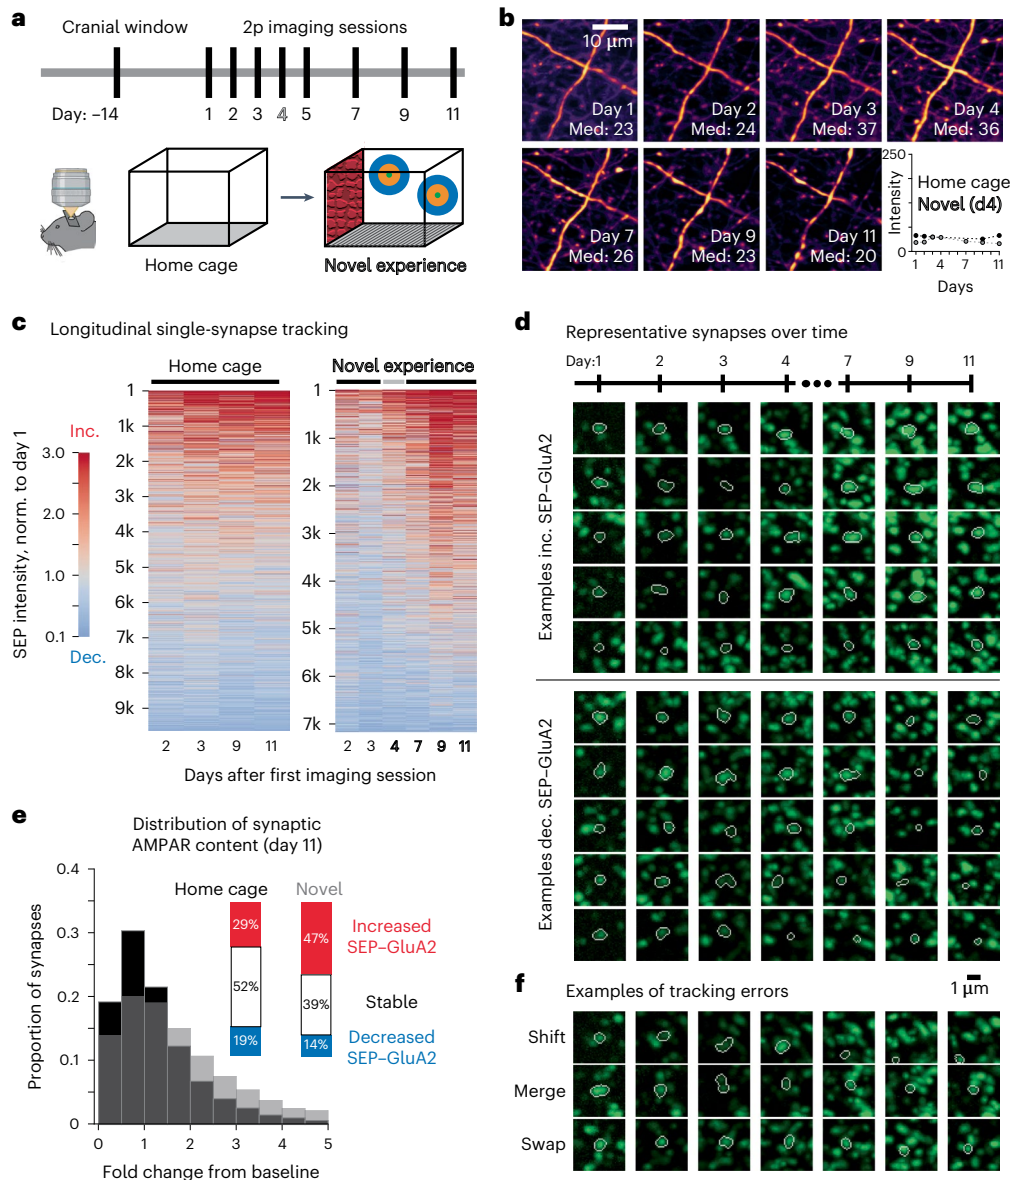 a
Cranial window
2p imaging sessions
Day: –14
1
2
3
4
5
7
9
11
Home cage
Novel experience
b
10 µm
Day 1
Med: 23
Day 2
Med: 24
Day 3
Med: 37
Day 4
Med: 36
Day 7
Med: 26
Day 9
Med: 23
Day 11
Med: 20
250
Intensity
0
Home cage
Novel (d4)
1
4
7
11
Days
c
Longitudinal single-synapse tracking
Home cage
Novel experience
SEP intensity, norm. to day 1
Inc.
3.0
2.0
1.0
0.1
Dec.
1
1k
2k
3k
4k
5k
6k
7k
8k
9k
2
3
9
11
1
1k
2k
3k
4k
5k
6k
7k
2
3
4
7
9
11
Days after first imaging session
d
Representative synapses over time
Day:1
2
3
4
7
9
11
Examples inc. SEP–GluA2
Examples dec. SEP–GluA2
e
Distribution of synaptic
AMPAR content (day 11)
Proportion of synapses
0.4
0.3
0.2
0.1
0
Home cage
Novel
29%
52%
19%
47%
39%
14%
Increased
SEP–GluA2
Stable
Decreased
SEP–GluA2
0
1
2
3
4
5
Fold change from baseline
f
Examples of tracking errors
1 µm
Shift
Merge
Swap